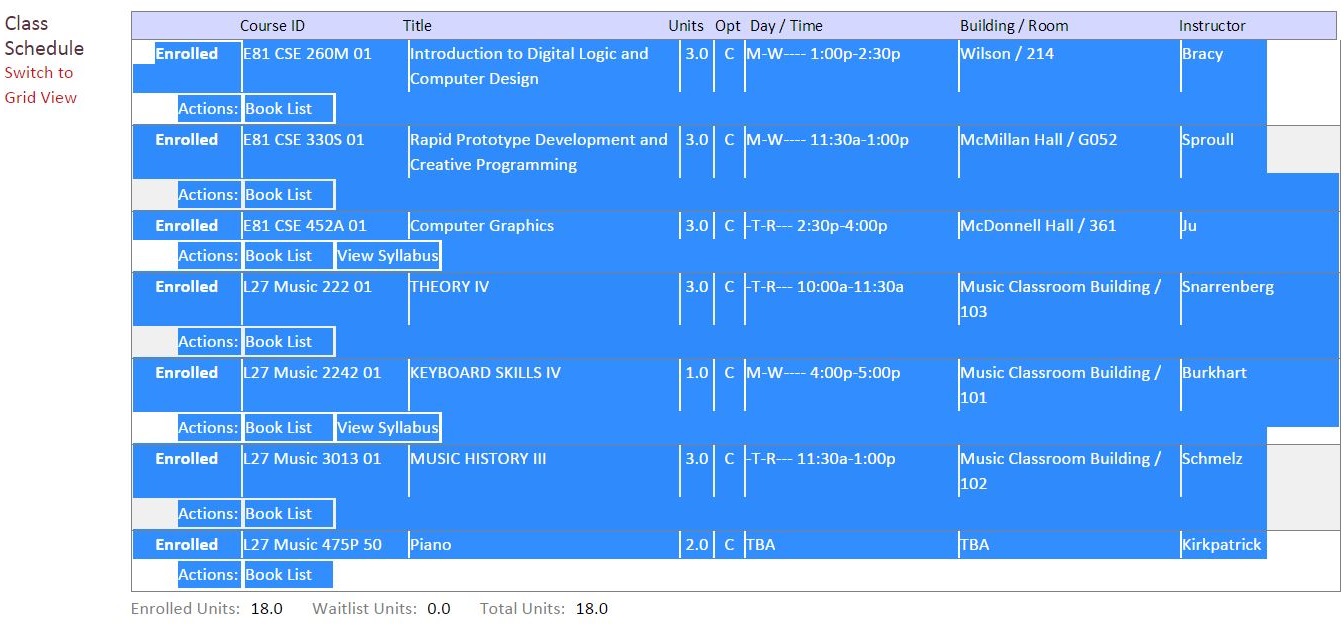 Class
Schedule
Switch to
Grid View
Course ID Title Units Opt Day / Time Building / Room Instructor
Enrolled E81 CSE 260M 01 Introduction to Digital Logic and 3.0 C M-W---- 1:00p-2:30p Wilson / 214 Bracy
Computer Design
Actions: Book List
Enrolled E81 CSE 330S 01 Rapid Prototype Development and 3.0 C M-W---- 11:30a-1:00p McMillan Hall / G052 Sproull
Creative Programming
Actions: Book List
Enrolled E81 CSE 452A 01 Computer Graphics 3.0 C -T-R--- 2:30p-4:00p McDonnell Hall / 361 Ju
Actions: Book List View Syllabus
Enrolled L27 Music 222 01 THEORY IV 3.0 C -T-R--- 10:00a-11:30a Music Classroom Building / Snarrenberg
103
Actions: Book List
Enrolled L27 Music 2242 01 KEYBOARD SKILLS IV 1.0 C M-W---- 4:00p-5:00p Music Classroom Building / Burkhart
101
Actions: Book List View Syllabus
Enrolled L27 Music 3013 01 MUSIC HISTORY III 3.0 C -T-R--- 11:30a-1:00p Music Classroom Building / Schmelz
102
Actions: Book List
Enrolled L27 Music 475P 50 Piano 2.0 C TBA TBA Kirkpatrick
Actions: Book List
Enrolled Units: 18.0 Waitlist Units: 0.0 Total Units: 18.0